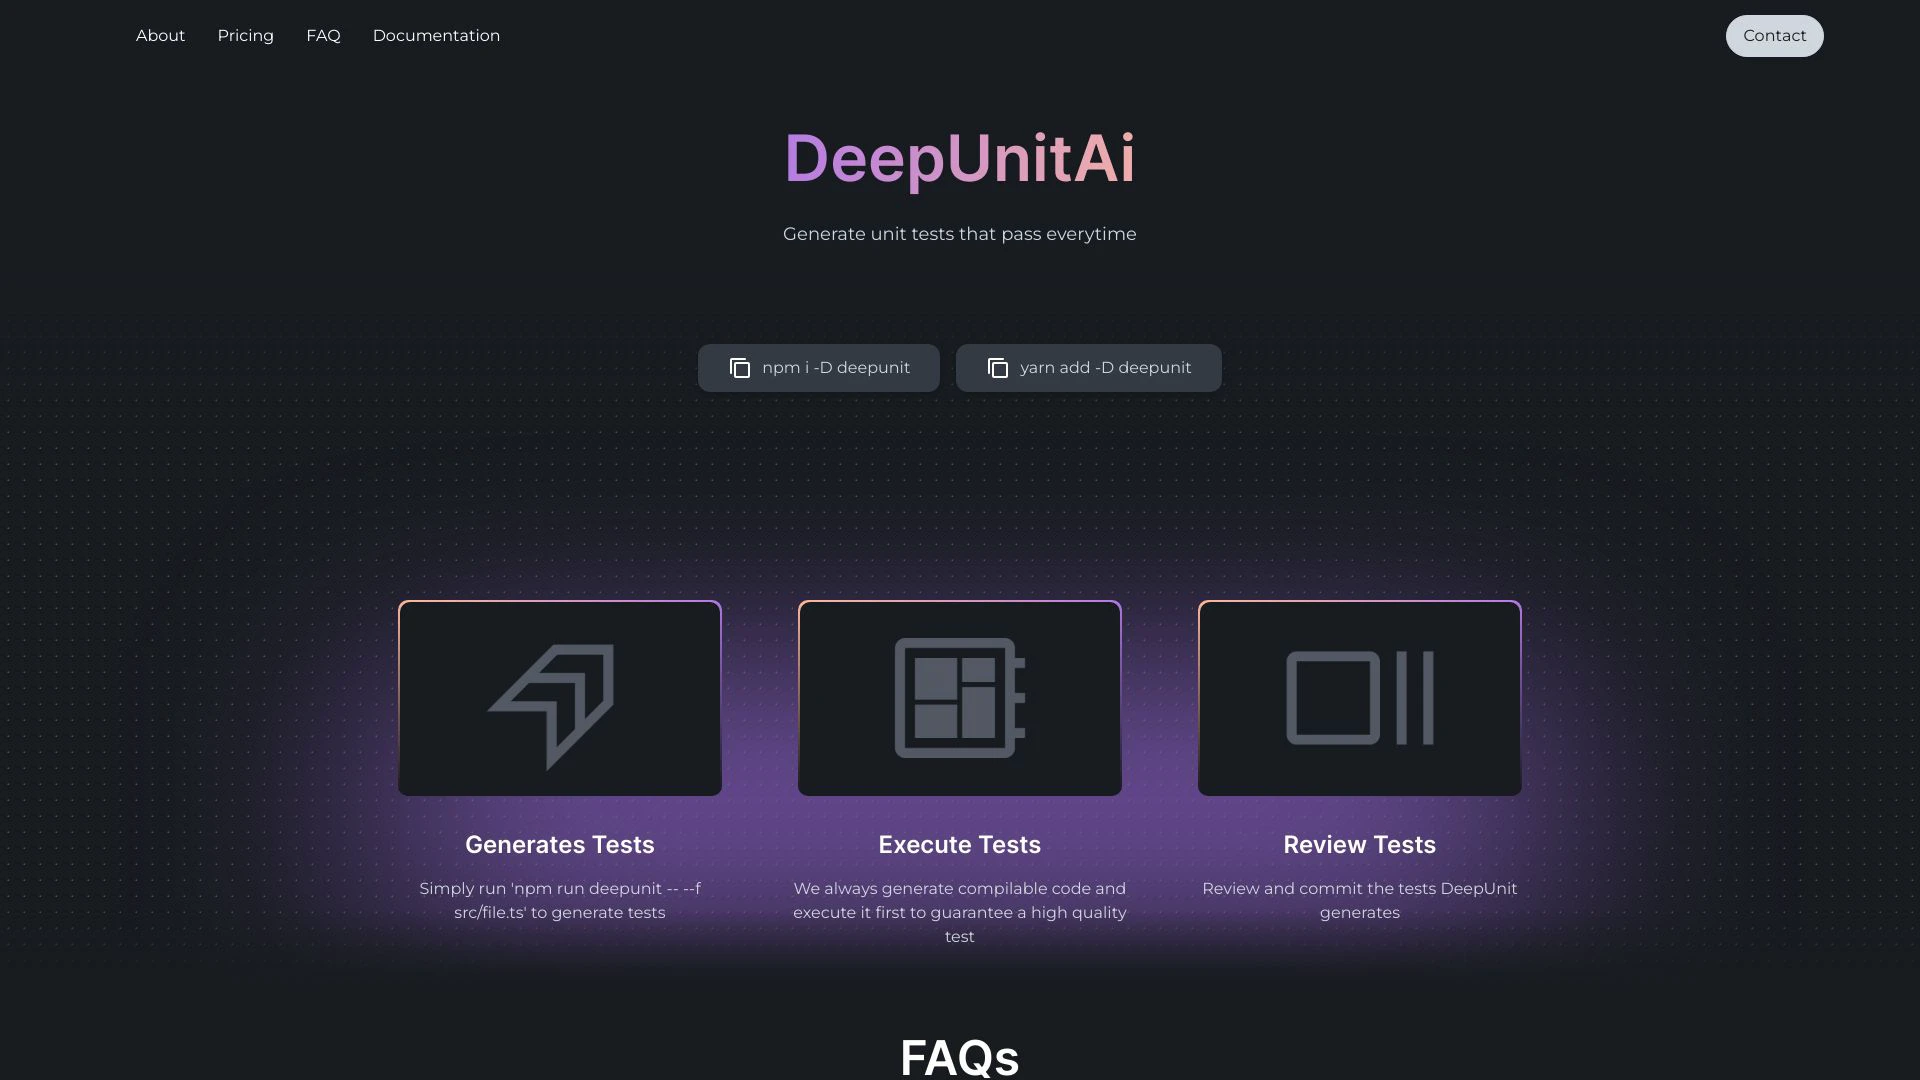 About
Pricing
FAQ
Documentation
Contact
DeepUnitAi
Generate unit tests that pass everytime
npm i -D deepunit
yarn add -D deepunit
Generates Tests
Simply run 'npm run deepunit -- --f
src/file.ts' to generate tests
Execute Tests
We always generate compilable code and
execute it first to guarantee a high quality
test
Review Tests
Review and commit the tests DeepUnit
generates
FAQs